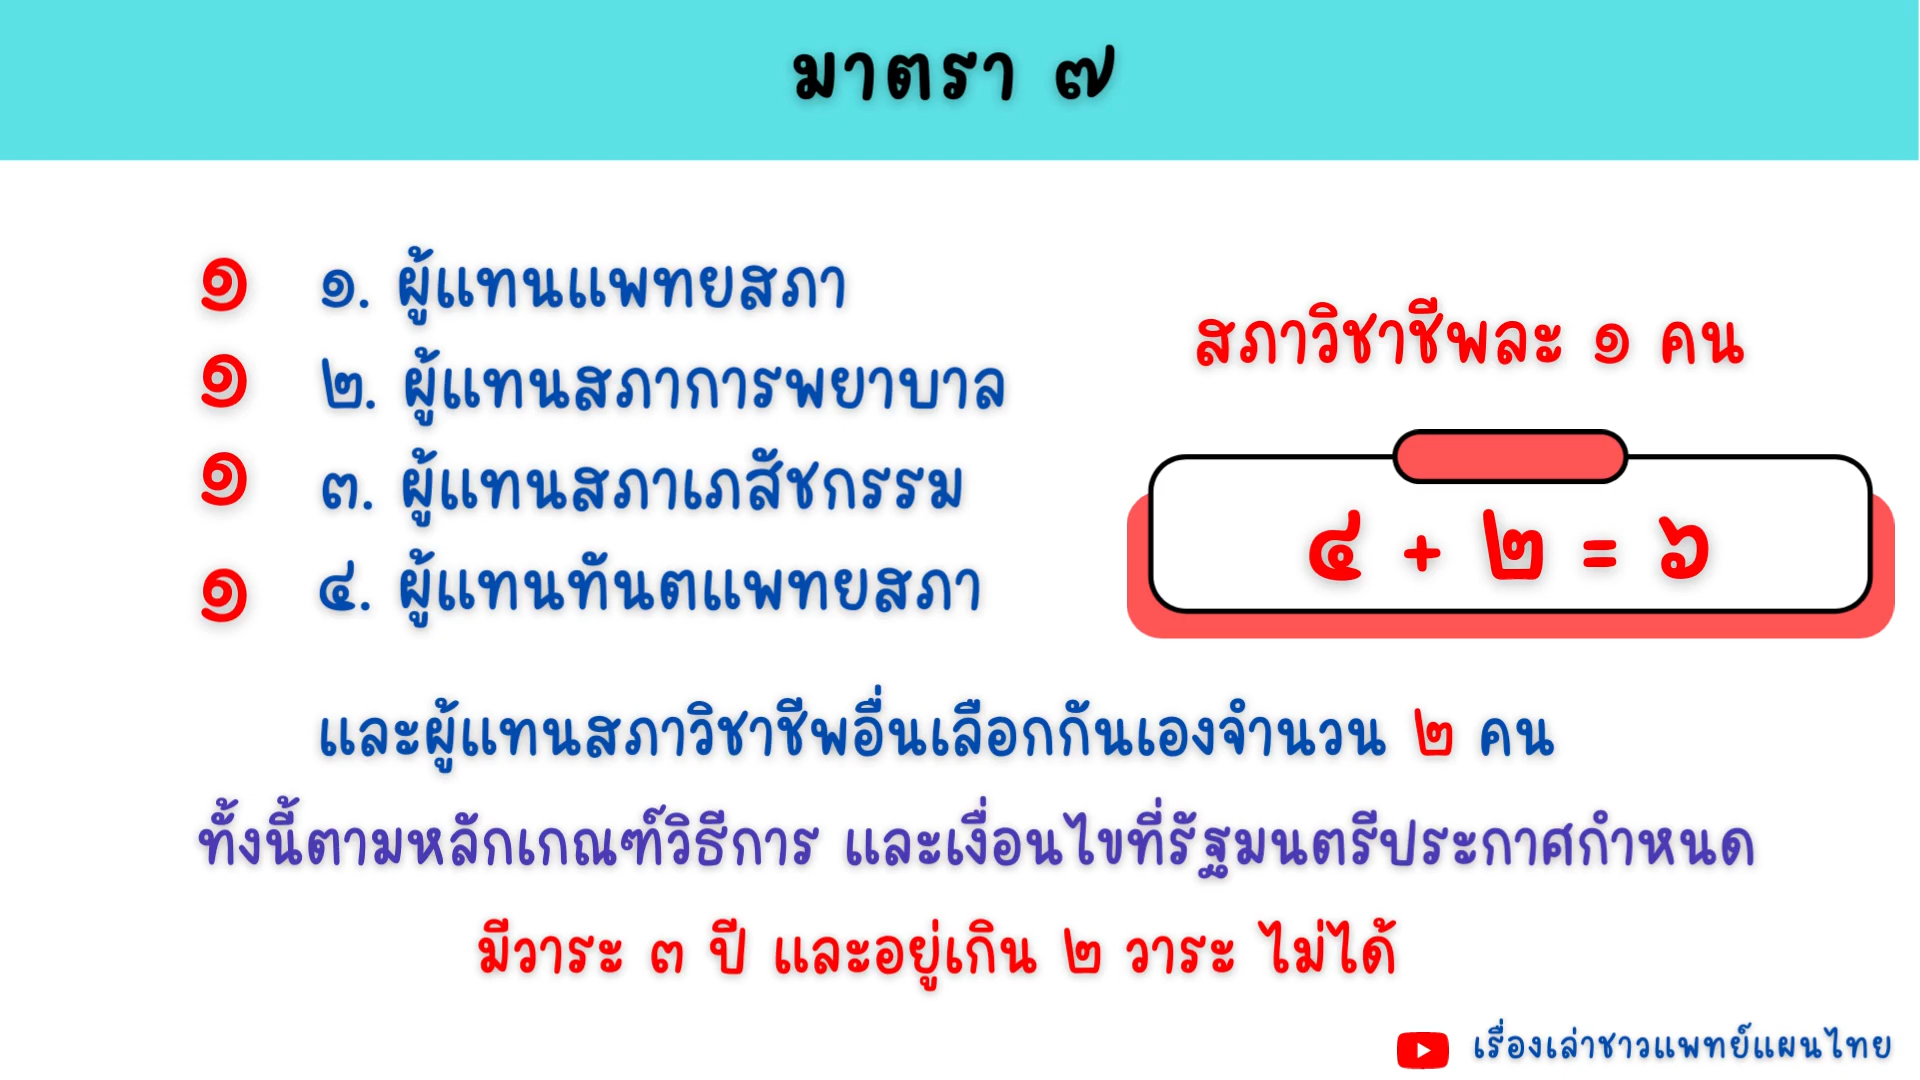 มาตรา ๗
๑ ๑. ผู้แทนแพทยสภา
๑ ๒. ผู้แทนสภาการพยาบาล
๑ ๓. ผู้แทนสภาเภสัชกรรม
๑ ๔. ผู้แทนทันตแพทยสภา
สภาวิชาชีพละ ๑ คน
๔ + ๒ = ๖
และผู้แทนสภาวิชาชีพอื่นเลือกกันเองจำนวน ๒ คน
ทั้งนี้ตามหลักเกณฑ์วิธีการ และเงื่อนไขที่รัฐมนตรีประกาศกำหนด
มีวาระ ๓ ปี และอยู่เกิน ๒ วาระ ไม่ได้
เรื่องเล่าชาวแพทย์แผนไทย